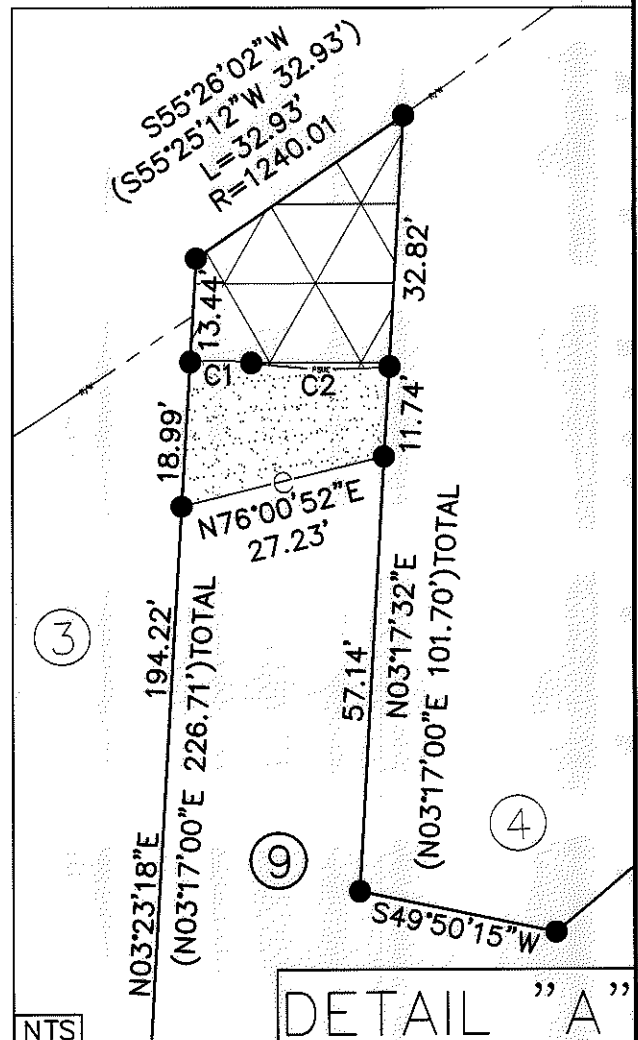 S55°26'02"W
(S55°25'12"W 32.93')
L=32.93'
R=1240.01
32.82'
13.44'
C1
C2
11.74'
18.99'
e
N76°00'52"E
27.23'
3
194.22'
N03°23'18"E
(N03°17'00"E 226.71')TOTAL
57.14'
N03°17'32"E
(N03°17'00"E 101.70')TOTAL
4
9
S49°50'15"W
NTS
DETAIL "A"